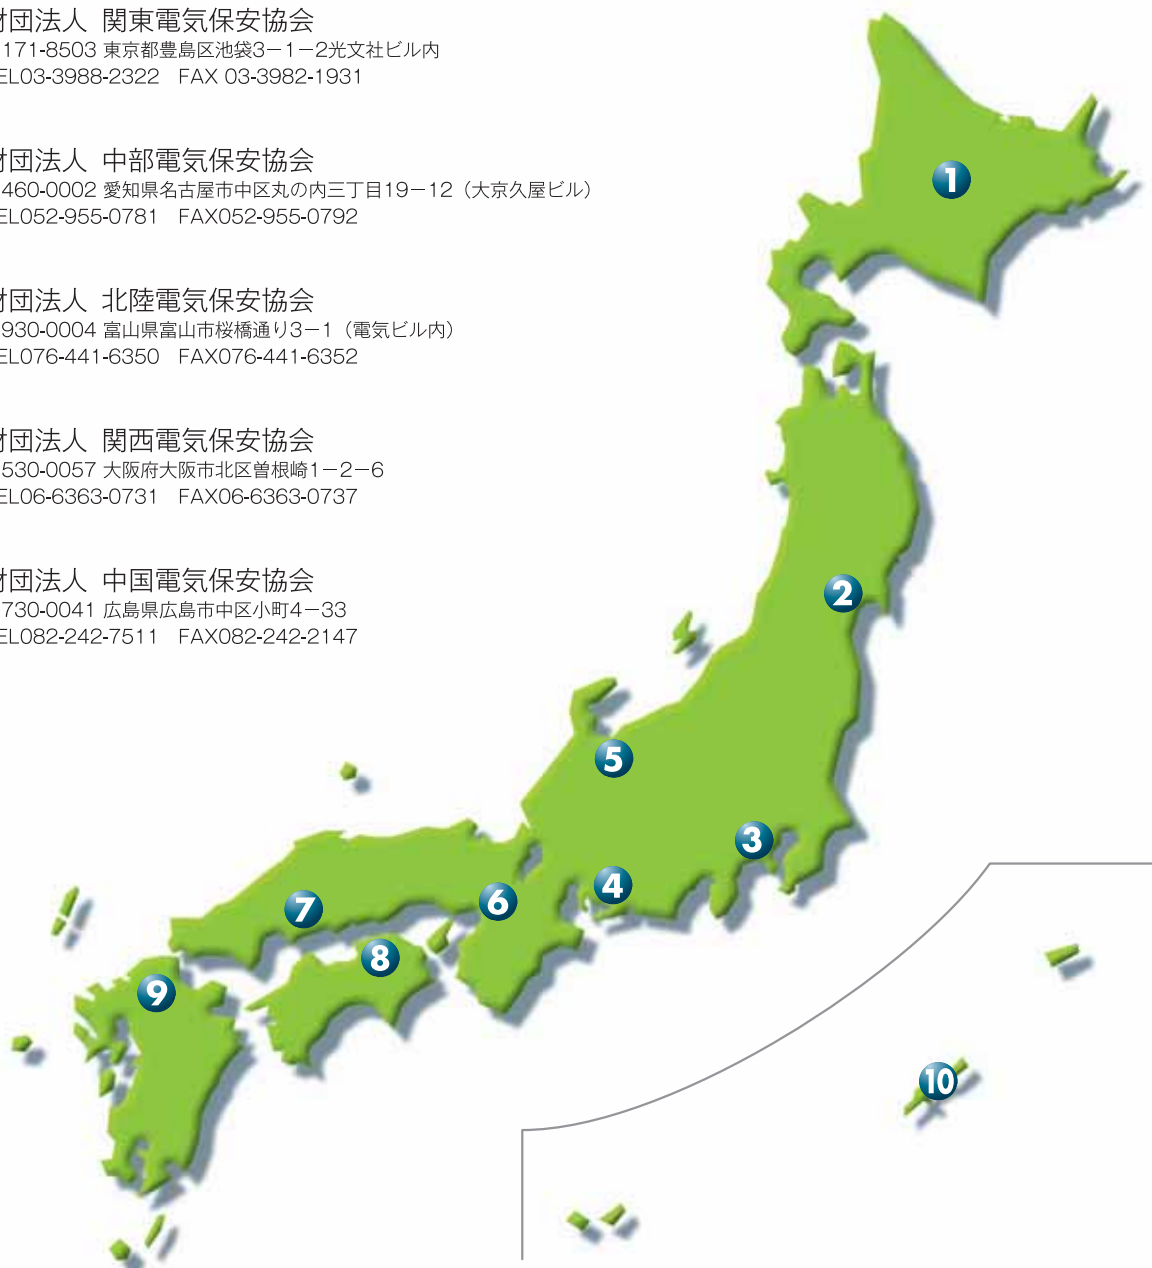 財団法人 関東電気保安協会
171-8503 東京都豊島区池袋3－1－2光文社ビル内
EL03-3988-2322 FAX 03-3982-1931
財団法人 中部電気保安協会
460-0002 愛知県名古屋市中区丸の内三丁目19－12（大京久屋ビル）
EL052-955-0781 FAX052-955-0792
財団法人 北陸電気保安協会
930-0004 富山県富山市桜橋通り3－1（電気ビル内）
EL076-441-6350 FAX076-441-6352
財団法人 関西電気保安協会
530-0057 大阪府大阪市北区曽根崎1－2－6
EL06-6363-0731 FAX06-6363-0737
財団法人 中国電気保安協会
730-0041 広島県広島市中区小町4－33
EL082-242-7511 FAX082-242-2147
1
2
5
3
4
6
7
8
9
10